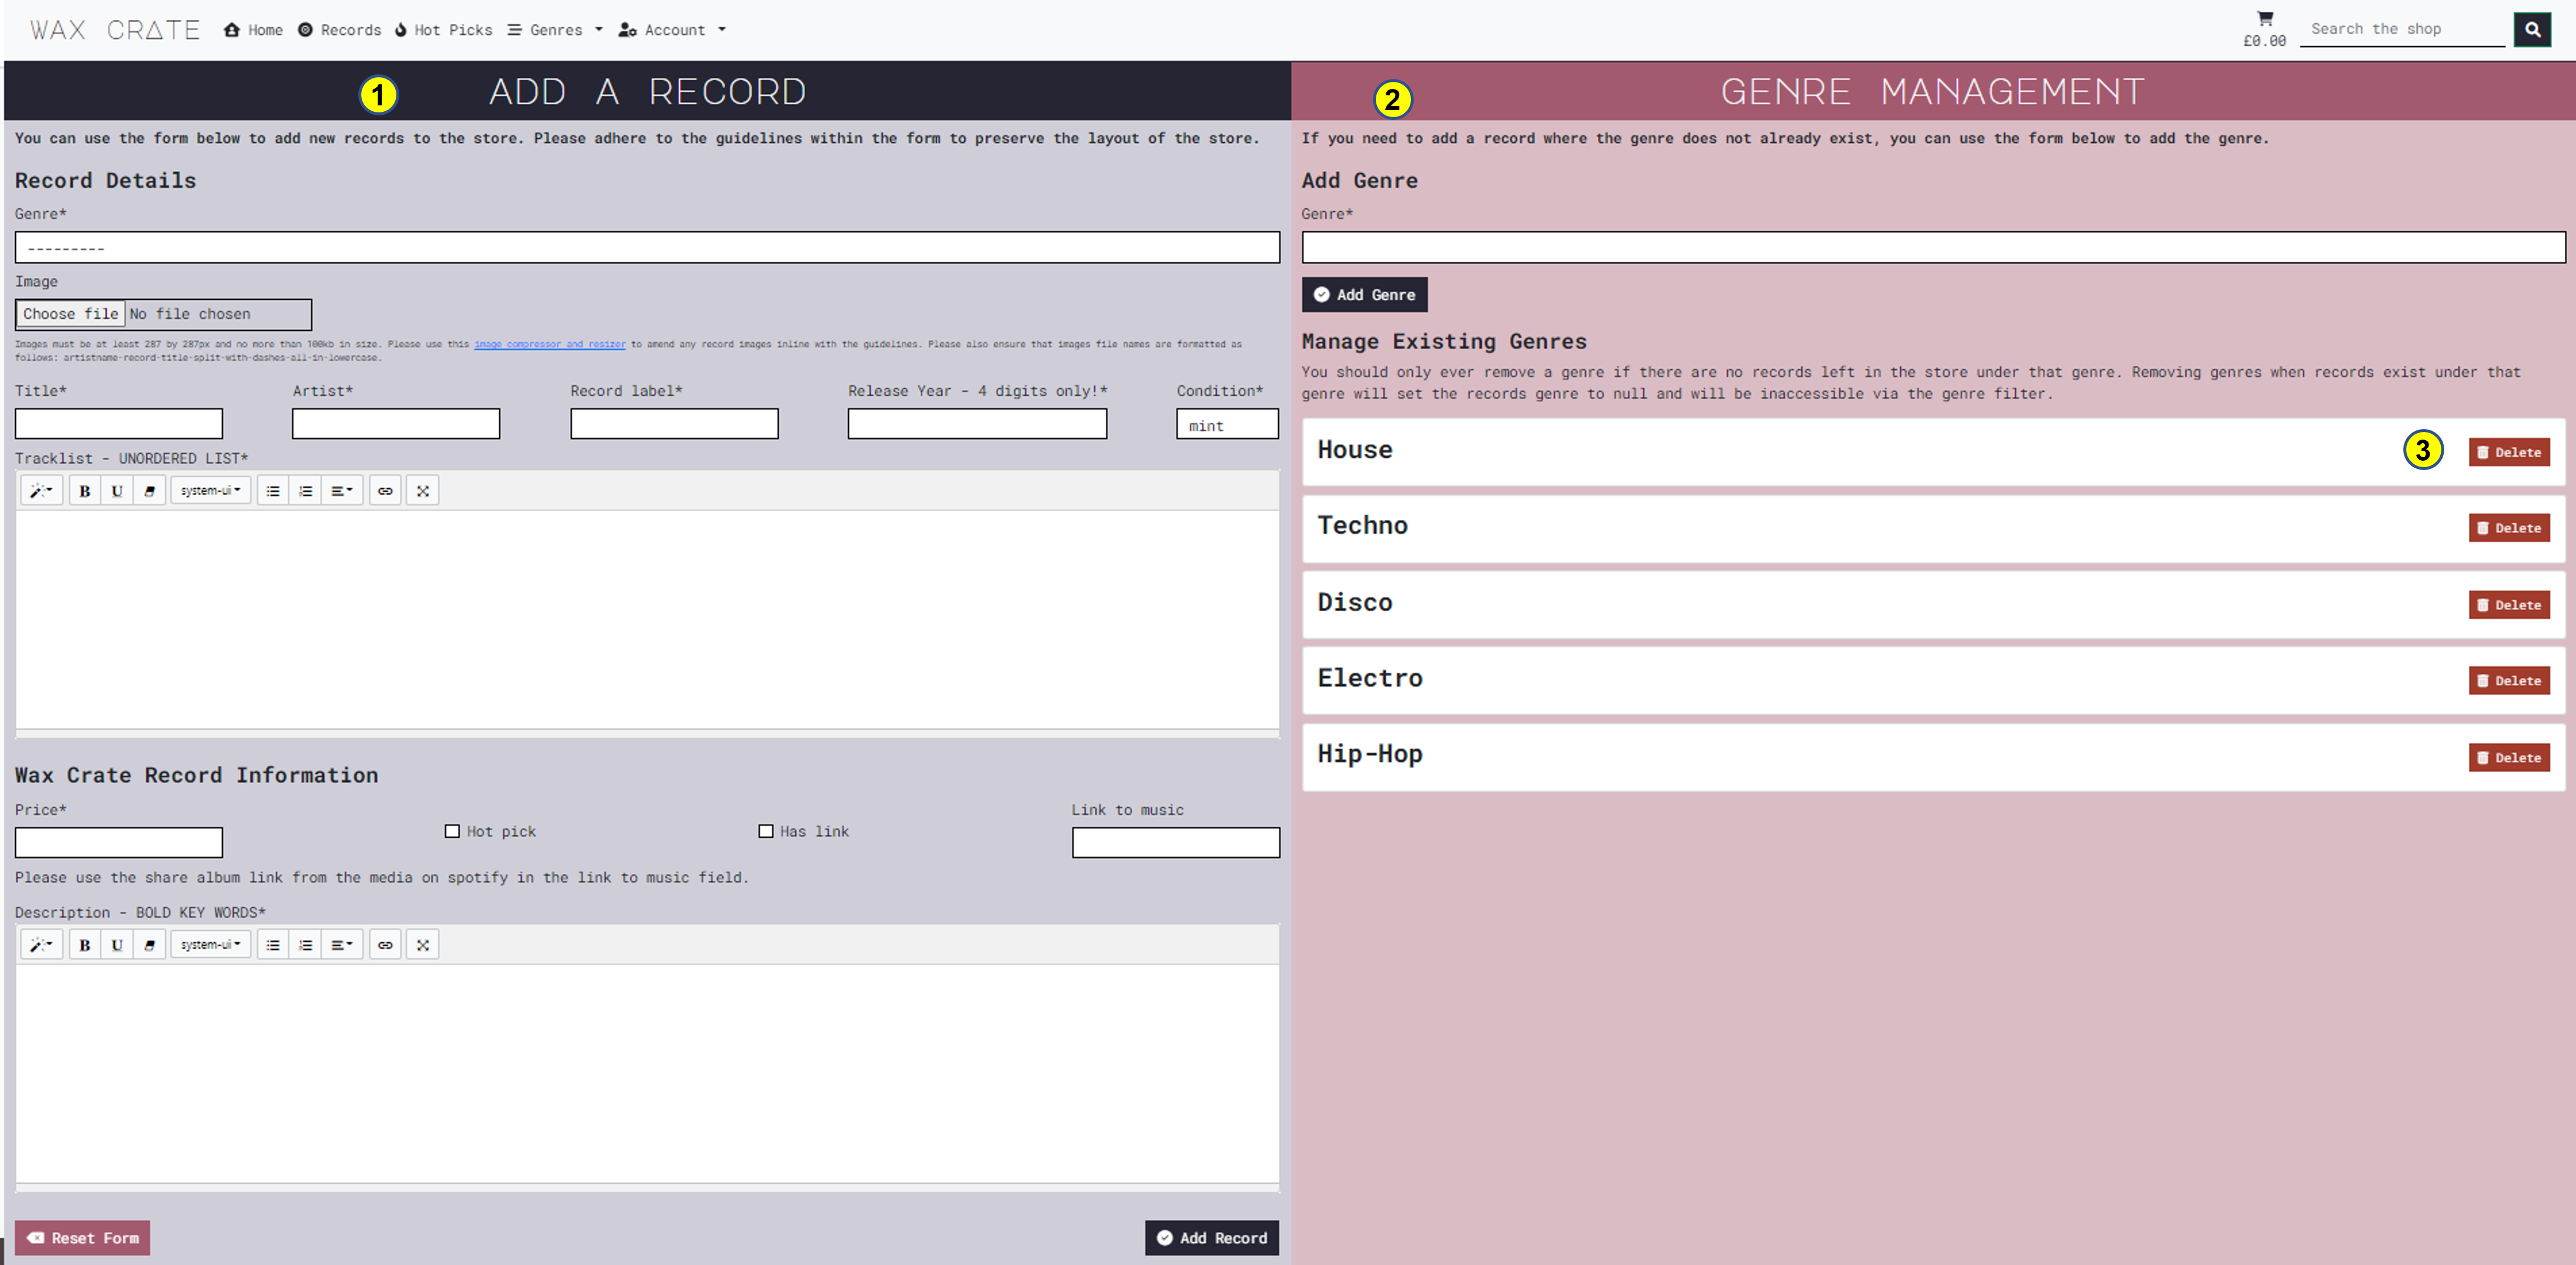 WAX CRATE Home Records Hot Picks Genres Account £0.00 Search the shop
1 ADD A RECORD
You can use the form below to add new records to the store. Please adhere to the guidelines within the form to preserve the layout of the store.
Record Details
Genre*
---------
Image
Choose file No file chosen
Images must be at least 287 by 287px and no more than 100kb in size. Please use this image compressor and resizer to amend any record images inline with the guidelines. Please also ensure that images file names are formatted as
follows: artistname-record-title-split-with-dashes-all-in-lowercase.
Title* Artist* Record label* Release Year - 4 digits only!* Condition*
mint
Tracklist - UNORDERED LIST*
B U system-ui
Wax Crate Record Information
Price* Hot pick Has link Link to music
Please use the share album link from the media on spotify in the link to music field.
Description - BOLD KEY WORDS*
B U system-ui
Reset Form Add Record
2 GENRE MANAGEMENT
If you need to add a record where the genre does not already exist, you can use the form below to add the genre.
Add Genre
Genre*
Add Genre
Manage Existing Genres
You should only ever remove a genre if there are no records left in the store under that genre. Removing genres when records exist under that
genre will set the records genre to null and will be inaccessible via the genre filter.
House 3 Delete
Techno Delete
Disco Delete
Electro Delete
Hip-Hop Delete